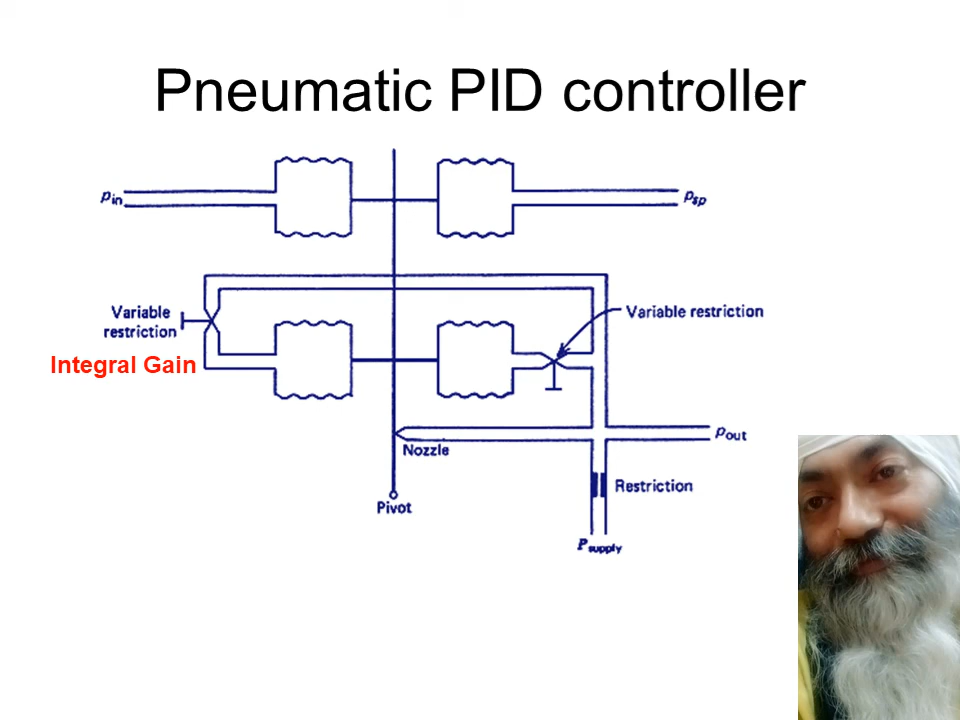 Pneumatic PID controller
Pin
Psp
Variable
restriction
Variable restriction
Integral Gain
Nozzle
Pout
Restriction
Pivot
Psupply